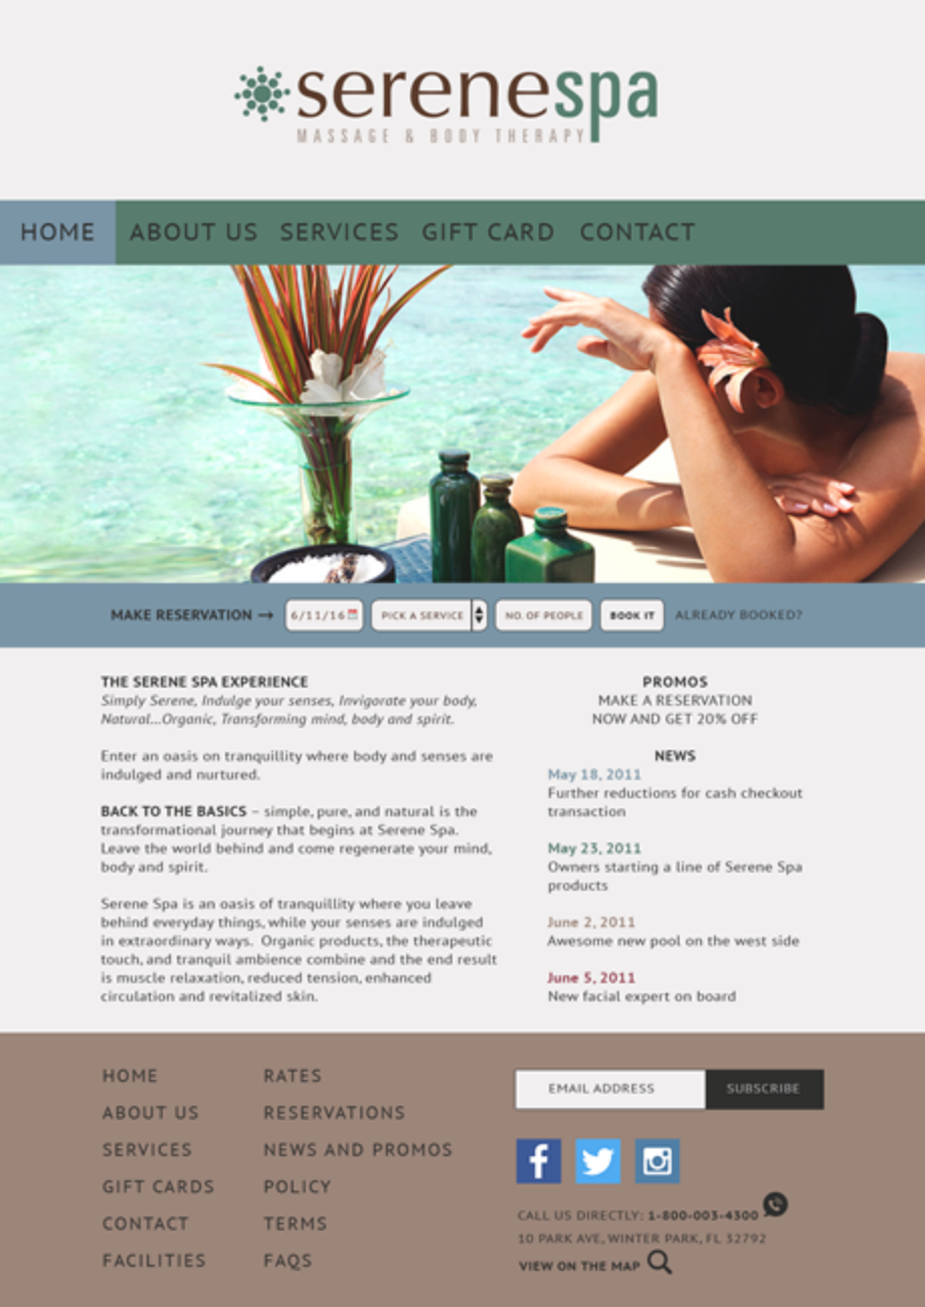 serenespa
MASSAGE & BODY THERAPY
HOME ABOUT US SERVICES GIFT CARD CONTACT
MAKE RESERVATION → 6/11/16 PICK A SERVICE NO. OF PEOPLE BOOK IT ALREADY BOOKED?
THE SERENE SPA EXPERIENCE
Simply Serene, Indulge your senses, Invigorate your body,
Natural...Organic, Transforming mind, body and spirit.
Enter an oasis on tranquillity where body and senses are
indulged and nurtured.
BACK TO THE BASICS – simple, pure, and natural is the
transformational journey that begins at Serene Spa.
Leave the world behind and come regenerate your mind,
body and spirit.
Serene Spa is an oasis of tranquillity where you leave
behind everyday things, while your senses are indulged
in extraordinary ways. Organic products, the therapeutic
touch, and tranquil ambience combine and the end result
is muscle relaxation, reduced tension, enhanced
circulation and revitalized skin.
PROMOS
MAKE A RESERVATION
NOW AND GET 20% OFF
NEWS
May 18, 2011
Further reductions for cash checkout
transaction
May 23, 2011
Owners starting a line of Serene Spa
products
June 2, 2011
Awesome new pool on the west side
June 5, 2011
New facial expert on board
HOME
ABOUT US
SERVICES
GIFT CARDS
CONTACT
FACILITIES
RATES
RESERVATIONS
NEWS AND PROMOS
POLICY
TERMS
FAQS
EMAIL ADDRESS SUBSCRIBE
CALL US DIRECTLY: 1-800-003-4300
10 PARK AVE, WINTER PARK, FL 32792
VIEW ON THE MAP